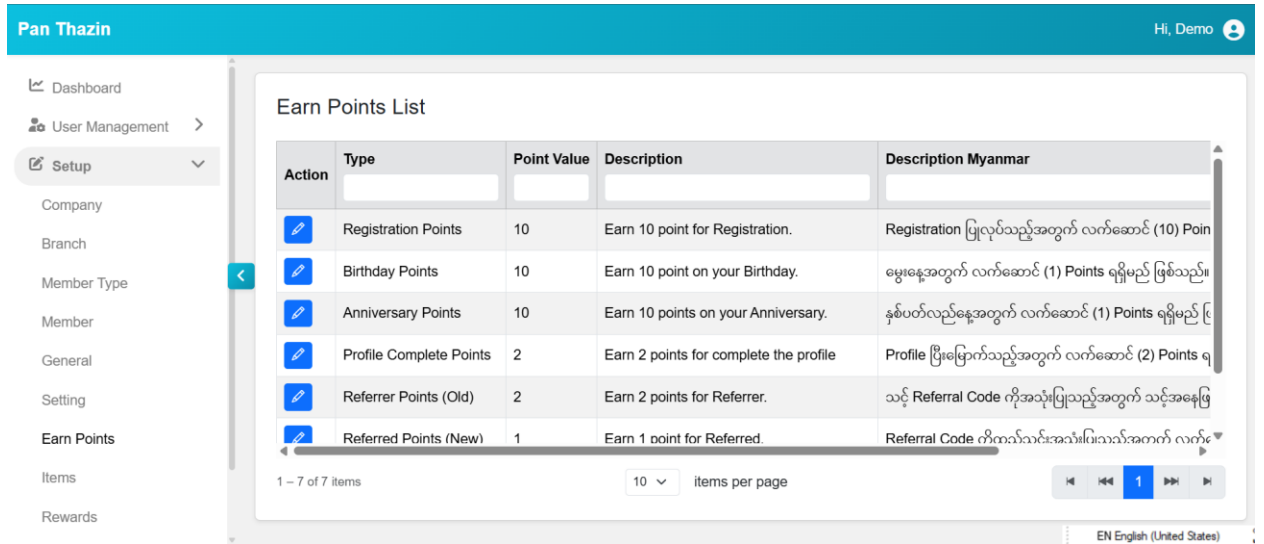 Pan Thazin
Hi, Demo
Dashboard
User Management
Setup
Company
Branch
Member Type
Member
General
Setting
Earn Points
Items
Rewards
Earn Points List
Action Type Point Value Description Description Myanmar
Registration Points 10 Earn 10 point for Registration. Registration ပြုလုပ်သည့်အတွက် လက်ဆောင် (10) Poin
Birthday Points 10 Earn 10 point on your Birthday. မွေးနေ့အတွက် လက်ဆောင် (1) Points ရရှိမည် ဖြစ်သည်။
Anniversary Points 10 Earn 10 points on your Anniversary. နှစ်ပတ်လည်နေ့အတွက် လက်ဆောင် (1) Points ရရှိမည်
Profile Complete Points 2 Earn 2 points for complete the profile Profile ပြီးမြောက်သည့်အတွက် လက်ဆောင် (2) Points
Referrer Points (Old) 2 Earn 2 points for Referrer. သင့် Referral Code ကိုအသုံးပြုသည့်အတွက်
Referred Points (New) 1 Earn 1 point for Referred. Referral Code
1 – 7 of 7 items
10 items per page
1
EN English (United States)